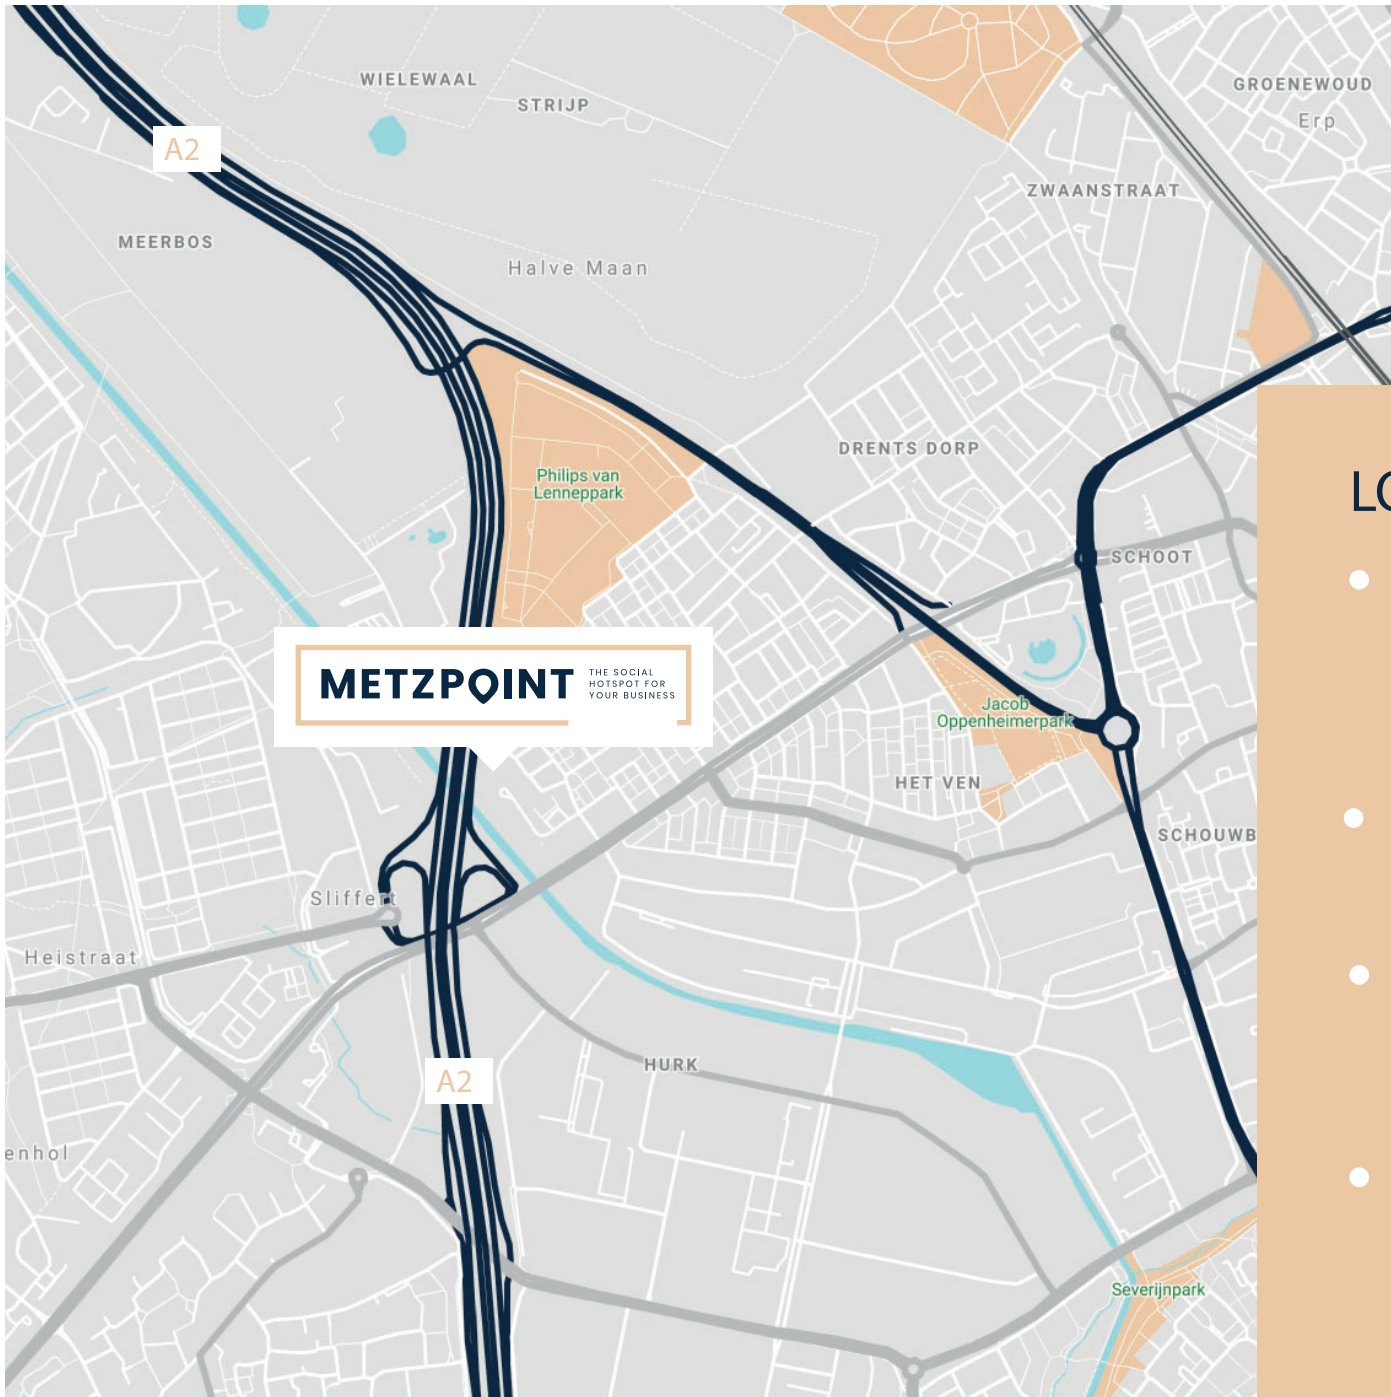 WIELEWAAL
STRIJP
GROENEWOUD
Erp
A2
ZWAANSTRAAT
MEERBOS
Halve Maan
DRENTS DORP
Philips van
Lenneppark
LO
SCHOOT
METZPOINT
THE SOCIAL
HOTSPOT FOR
YOUR BUSINESS
Jacob
Oppenheimerpark
HET VEN
SCHOUWB
Sliffert
Heistraat
HURK
A2
enhol
Severijnpark